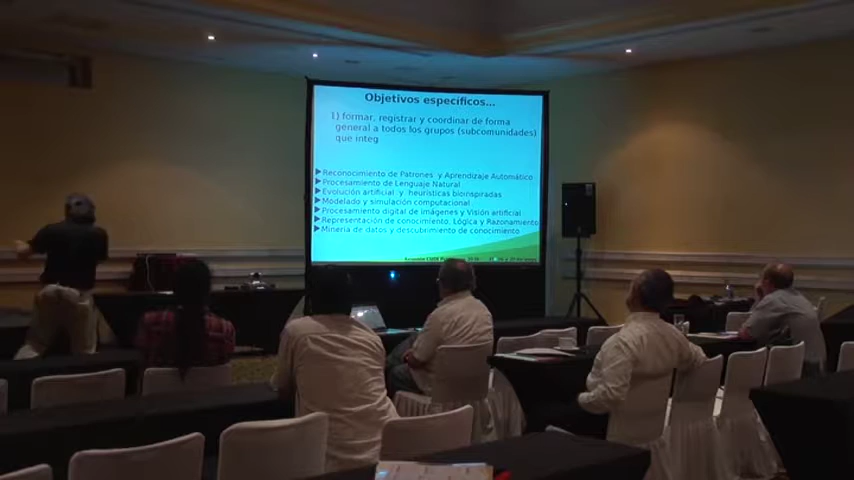 Objetivos específicos...
1) formar, registrar y coordinar de forma
general a todos los grupos (subcomunidades)
que integ
Reconocimiento de Patrones y Aprendizaje Automático
Procesamiento de Lenguaje Natural
Evolución artificial y heurísticas bioinspiradas
Modelado y simulación computacional
Procesamiento digital de imágenes y Visión artificial
Representación de conocimiento, Lógica y Razonamiento
Minería de datos y descubrimiento de conocimiento